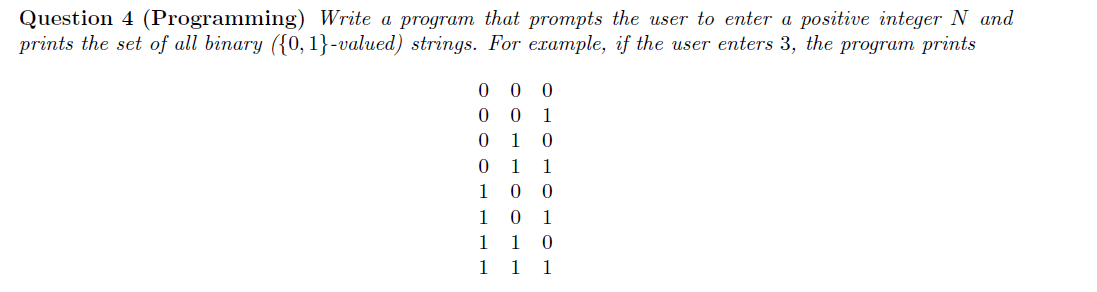 Question 4 (Programming) Write a program that prompts the user to enter a positive integer N and
prints the set of all binary ({0, 1}-valued) strings. For example, if the user enters 3, the program prints
0 0 0
0 0 1
0 1 0
0 1 1
1 0 0
1 0 1
1 1 0
1 1 1